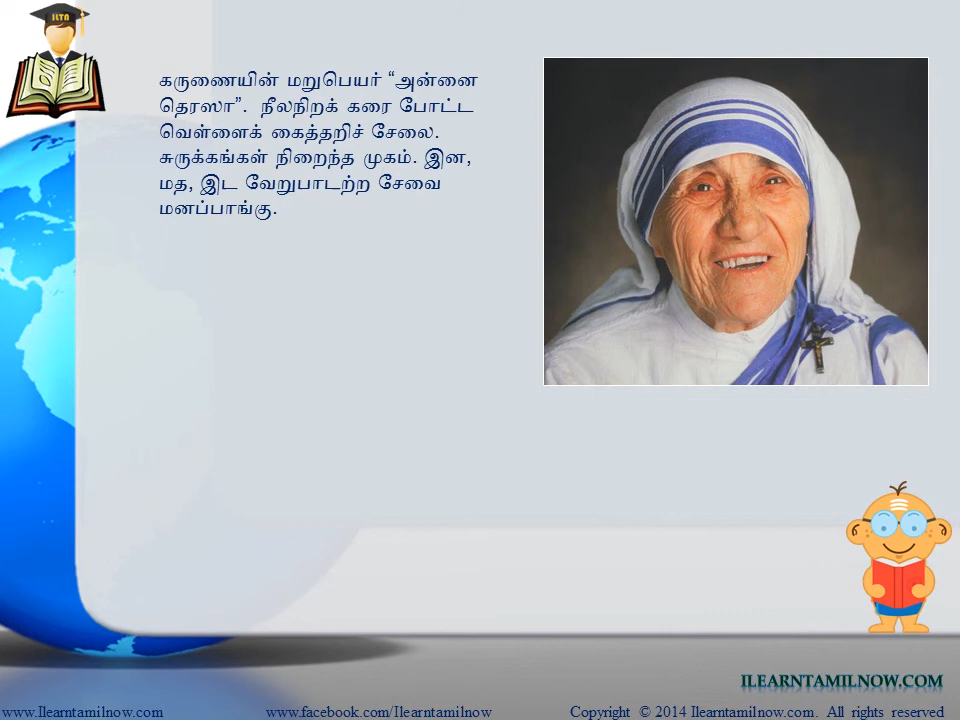 ILTN
கருணையின் மறுபெயர் “அன்னை
தெரஸா”. நீலநிறக் கரை போட்ட
வெள்ளைக் கைத்தறிச் சேலை.
சுருக்கங்கள் நிறைந்த முகம். இன,
மத, இட வேறுபாடற்ற சேவை
மனப்பாங்கு.
ILEARNTAMILNOW.COM
www.Ilearntamilnow.com www.facebook.com/Ilearntamilnow Copyright © 2014 Ilearntamilnow.com. All rights reserved